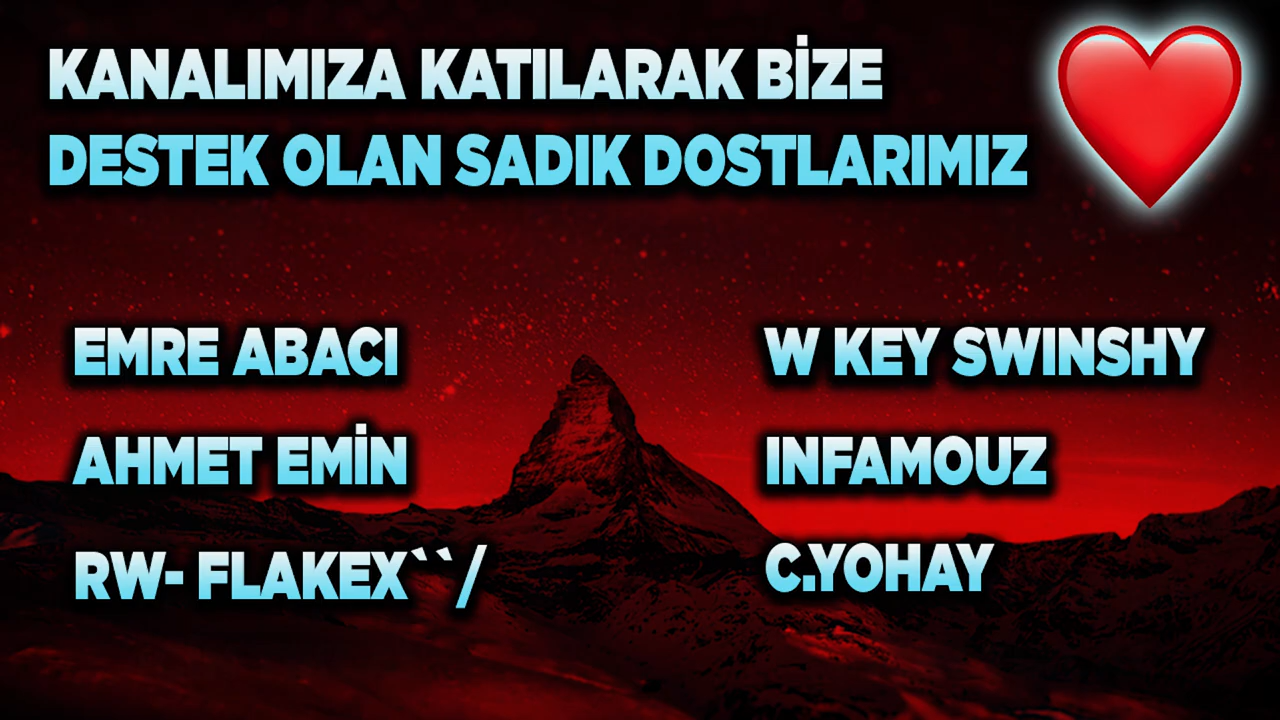 KANALIMIZA KATILARAK BİZE
DESTEK OLAN SADIK DOSTLARIMIZ
EMRE ABACI
AHMET EMİN
RW- FLAKEX``/
W KEY SWINSHY
INFAMOUZ
C.YOHAY